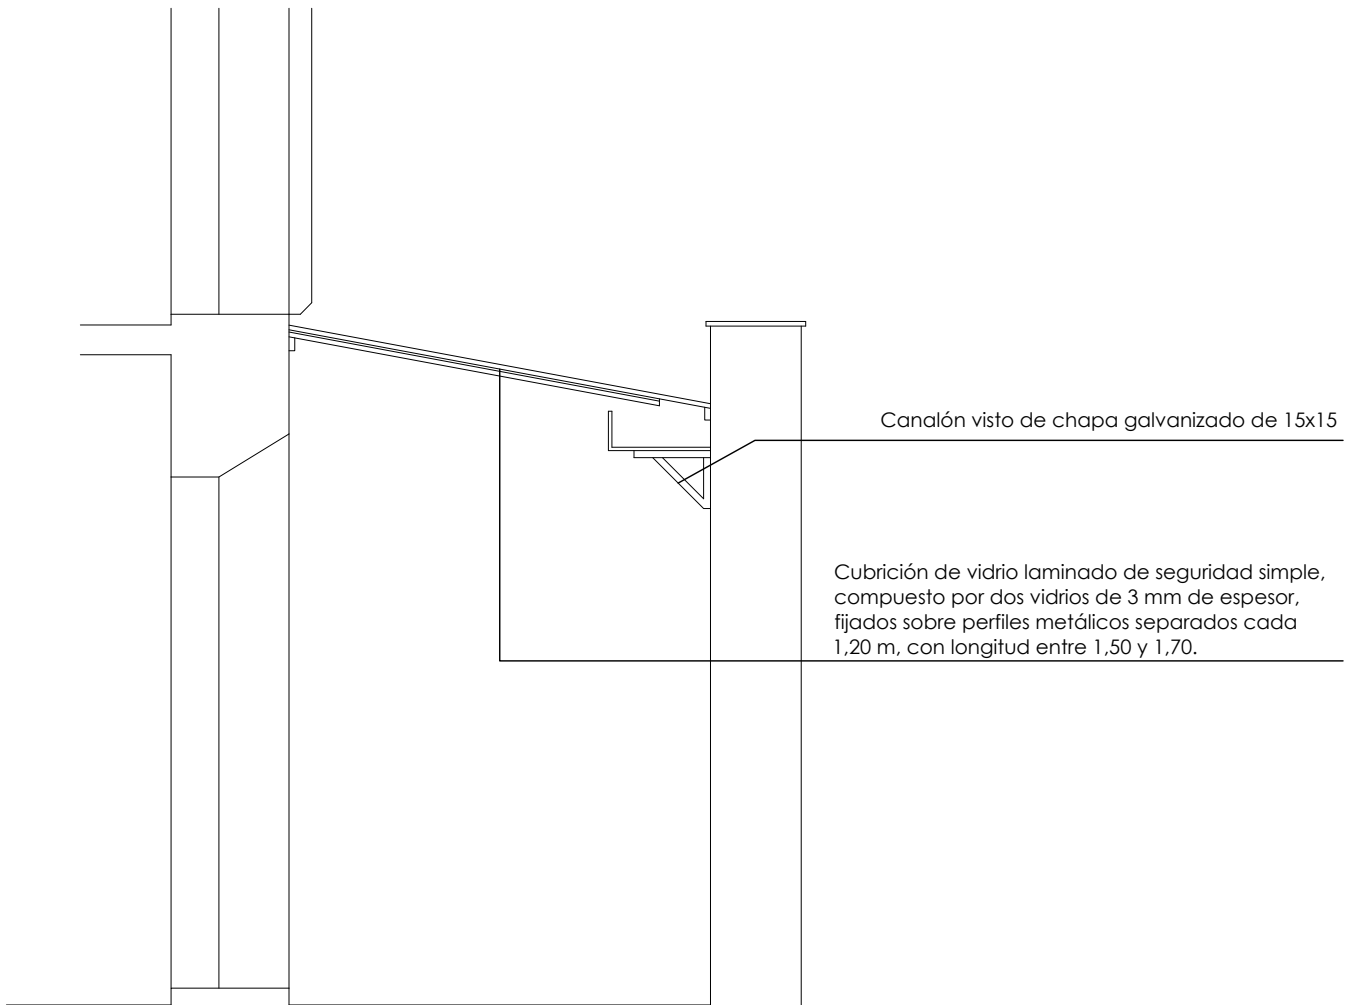 Canalón visto de chapa galvanizado de 15x15
Cubrición de vidrio laminado de seguridad simple,
compuesto por dos vidrios de 3 mm de espesor,
fijados sobre perfiles metálicos separados cada
1,20 m, con longitud entre 1,50 y 1,70.